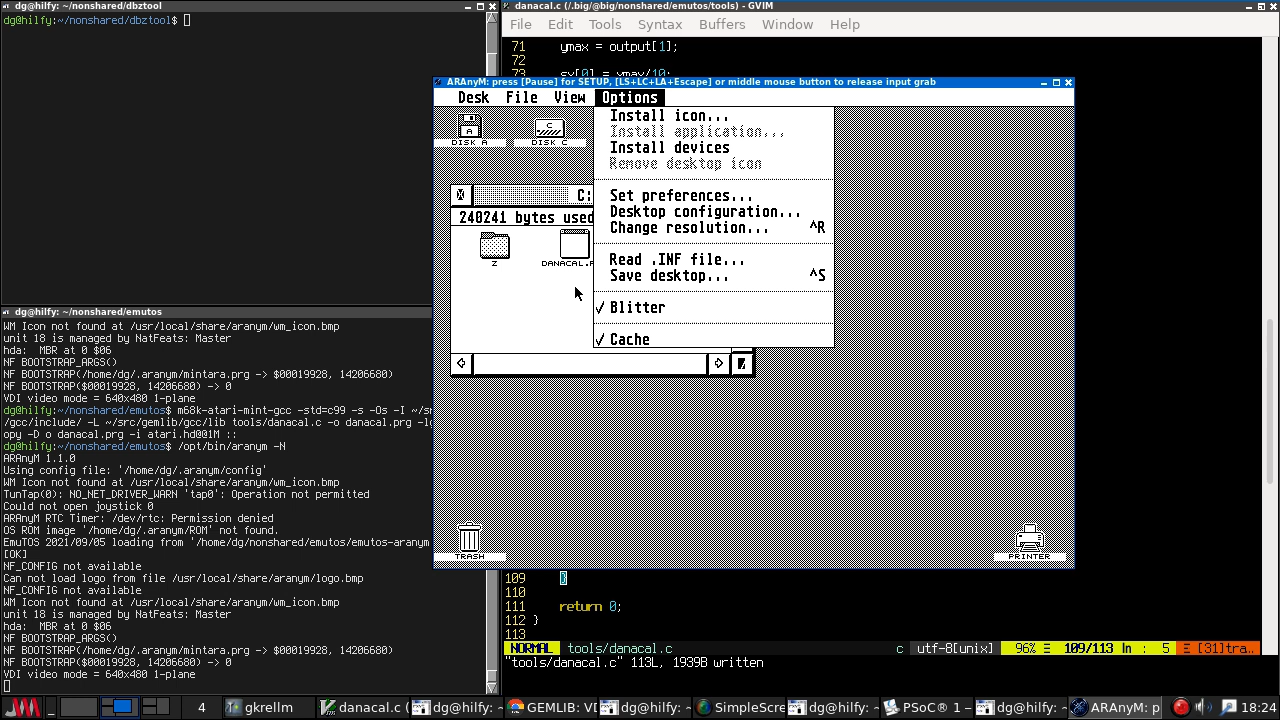 dg@hilfy: ~/nonshared/dbztool
dg@hilfy:~/nonshared/dbztool$
danacal.c (/.big/@big/nonshared/emutos/tools) - GVIM
File Edit Tools Syntax Buffers Window Help
71 ymax = output[1];
72
73
ARAnyM: press [Pause] for SETUP, [LS+LC+LA+Escape] or middle mouse button to release input grab
Desk File View Options
Install icon...
Install application...
Install devices
Remove desktop icon
Set preferences...
Desktop configuration...
Change resolution... ^R
Read .INF file...
Save desktop... ^S
✓ Blitter
✓ Cache
A
DISK A
C
DISK C
C:
240241 bytes used
Z
DANACAL.
TRASH
PRINTER
dg@hilfy: ~/nonshared/emutos
WM Icon not found at /usr/local/share/aranym/wm_icon.bmp
unit 18 is managed by NatFeats: Master
hda:  MBR at 0 $06
NF BOOTSTRAP_ARGS()
NF BOOTSTRAP(/home/dg/.aranym/mintara.prg -> $00019928, 14206680)
NF BOOTSTRAP($00019928, 14206680) -> 0
VDI video mode = 640x480 1-plane
dg@hilfy:~/nonshared/emutos$ m68k-atari-mint-gcc -std=c99 -s -Os -I ~/s
/gcc/include/ -L ~/src/gemlib/gcc/lib tools/danacal.c -o danacal.prg
opy -D o danacal.prg -i atari.hd@@1M ::
dg@hilfy:~/nonshared/emutos$ /opt/bin/aranym -N
ARAnyM 1.1.0
Using config file: '/home/dg/.aranym/config'
WM Icon not found at /usr/local/share/aranym/wm_icon.bmp
TunTap(0): NO_NET_DRIVER_WARN 'tap0': Operation not permitted
Could not open joystick 0
ARAnyM RTC Timer: /dev/rtc: Permission denied
OS ROM image '/home/dg/.aranym/ROM' not found.
EmuTOS 2021/09/05 loading from '/home/dg/nonshared/emutos/emutos-aranym
[OK]
NF_CONFIG not available
Can not load logo from file /usr/local/share/aranym/logo.bmp
NF_CONFIG not available
WM Icon not found at /usr/local/share/aranym/wm_icon.bmp
unit 18 is managed by NatFeats: Master
hda:  MBR at 0 $06
NF BOOTSTRAP_ARGS()
NF BOOTSTRAP(/home/dg/.aranym/mintara.prg -> $00019928, 14206680)
NF BOOTSTRAP($00019928, 14206680) -> 0
VDI video mode = 640x480 1-plane
109 }
110
111 return 0;
112 }
113
NORMAL tools/danacal.c c utf-8[unix] 96% Ξ 109/113 ln : 5 Ξ [31]tra..
"tools/danacal.c" 113L, 1939B written
4 gkrellm danacal.c ( dg@hilfy: GEMLIB: VD dg@hilfy: SimpleScre dg@hilfy: PSoC ® 1 - dg@hilfy: ARAnyM: p 18:24